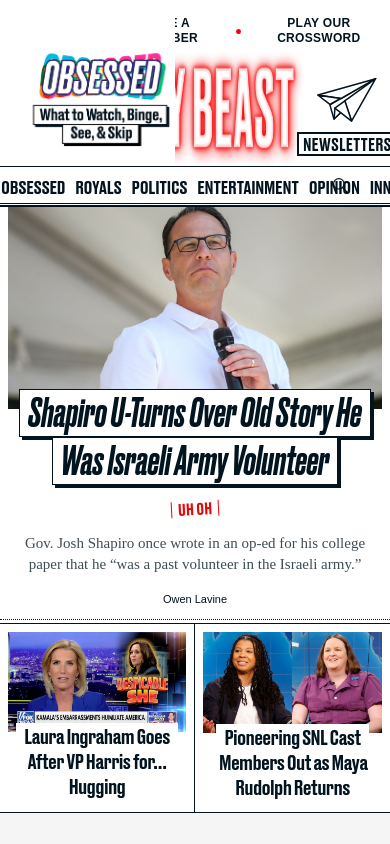 E A
BER
PLAY OUR
CROSSWORD
OBSESSED
What to Watch, Binge,
See, & Skip
Y BEAST
NEWSLETTERS
OBSESSED ROYALS POLITICS ENTERTAINMENT OPINION INN
Shapiro U-Turns Over Old Story He
Was Israeli Army Volunteer
UH OH
Gov. Josh Shapiro once wrote in an op-ed for his college
paper that he “was a past volunteer in the Israeli army.”
Owen Lavine
DESPICABLE
SHE
KAMALA'S EMBARRASSMENTS HUMILIATE AMERICA
Laura Ingraham Goes
After VP Harris for...
Hugging
Pioneering SNL Cast
Members Out as Maya
Rudolph Returns